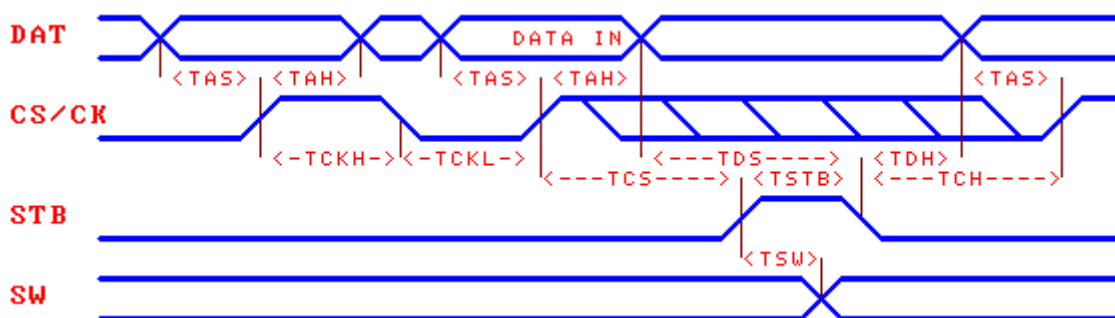 DAT
DATA IN
<TAS> <TAH> <TAS> <TAH> <TAS>
CS/CK
<-TCKH-> <-TCKL-> <---TDS----> <TDH>
<---TCS----> <TSTB> <---TCH---->
STB
<TSW>
SW